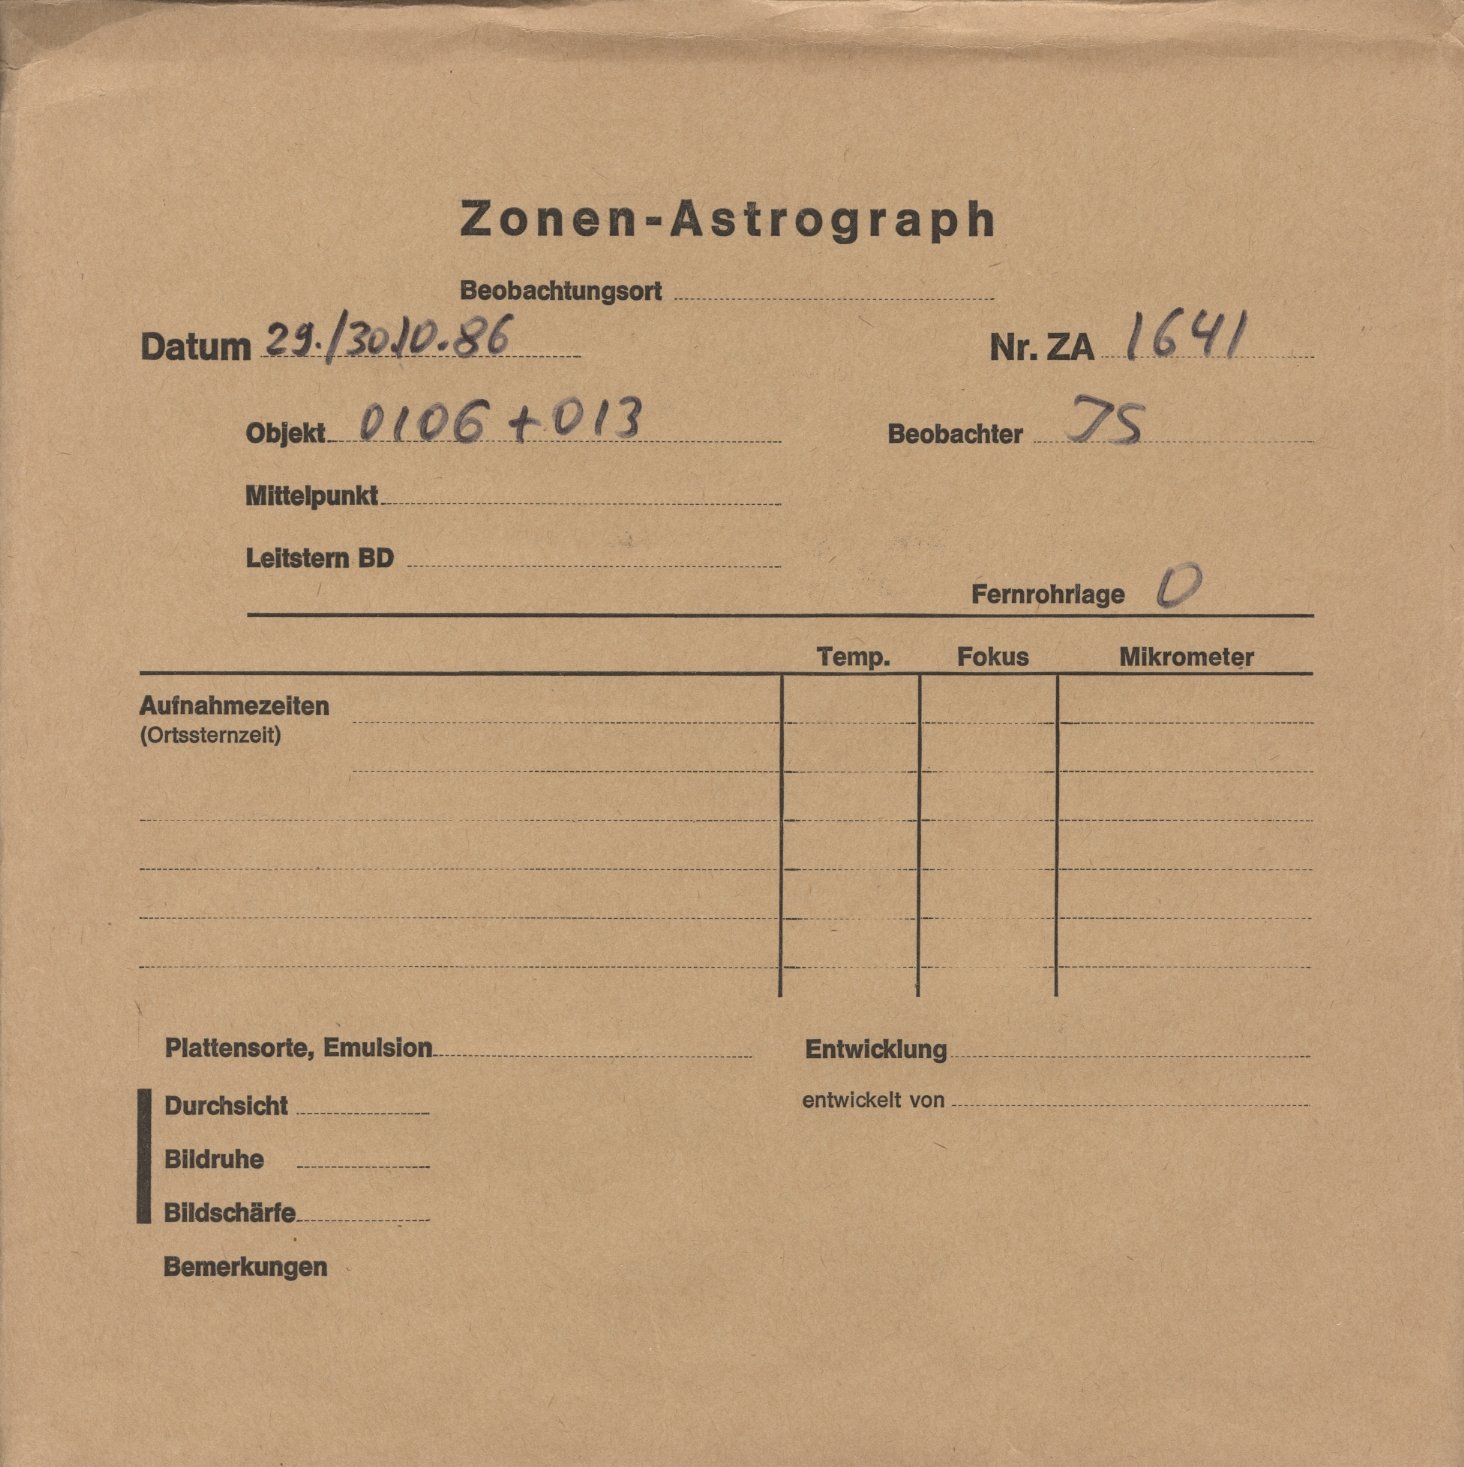 Zonen-Astrograph
Beobachtungsort
Datum 29./30.10.86 Nr. ZA 1641
Objekt 0106+013 Beobachter JS
Mittelpunkt
Leitstern BD
Fernrohrlage O
Temp. Fokus Mikrometer
Aufnahmezeiten
(Ortssternzeit)
Plattensorte, Emulsion Entwicklung
Durchsicht entwickelt von
Bildruhe
Bildschärfe
Bemerkungen